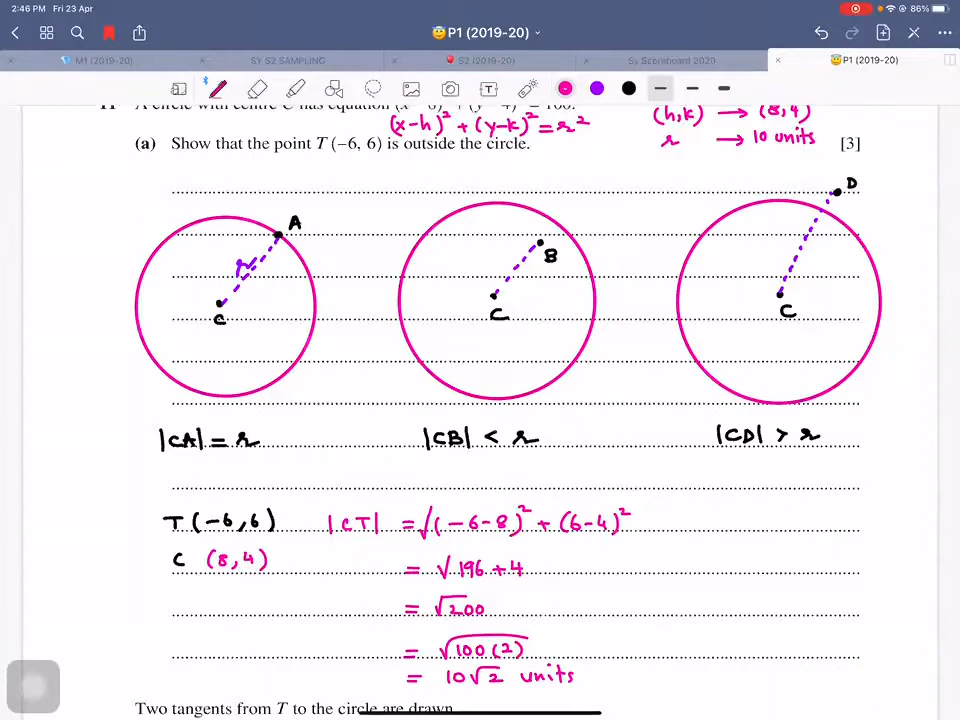 2:46 PM Fri 23 Apr
86%
P1 (2019-20)
M1 (2019-20)
SY S2 SAMPLING
S2 (2019-20)
Sy Scoreboard 2020
P1 (2019-20)
(x-h)² + (y-k)² = r²
(h,k) → (8,4)
r → 10 units
(a) Show that the point T (−6, 6) is outside the circle. [3]
A
r
C
B
C
D
C
|CA| = r
|CB| < r
|CD| > r
T (-6,6) |CT| = √(-6-8)² + (6-4)²
C (8,4)
= √196+4
= √200
= √100(2)
= 10√2 units
Two tangents from T to the circle are drawn